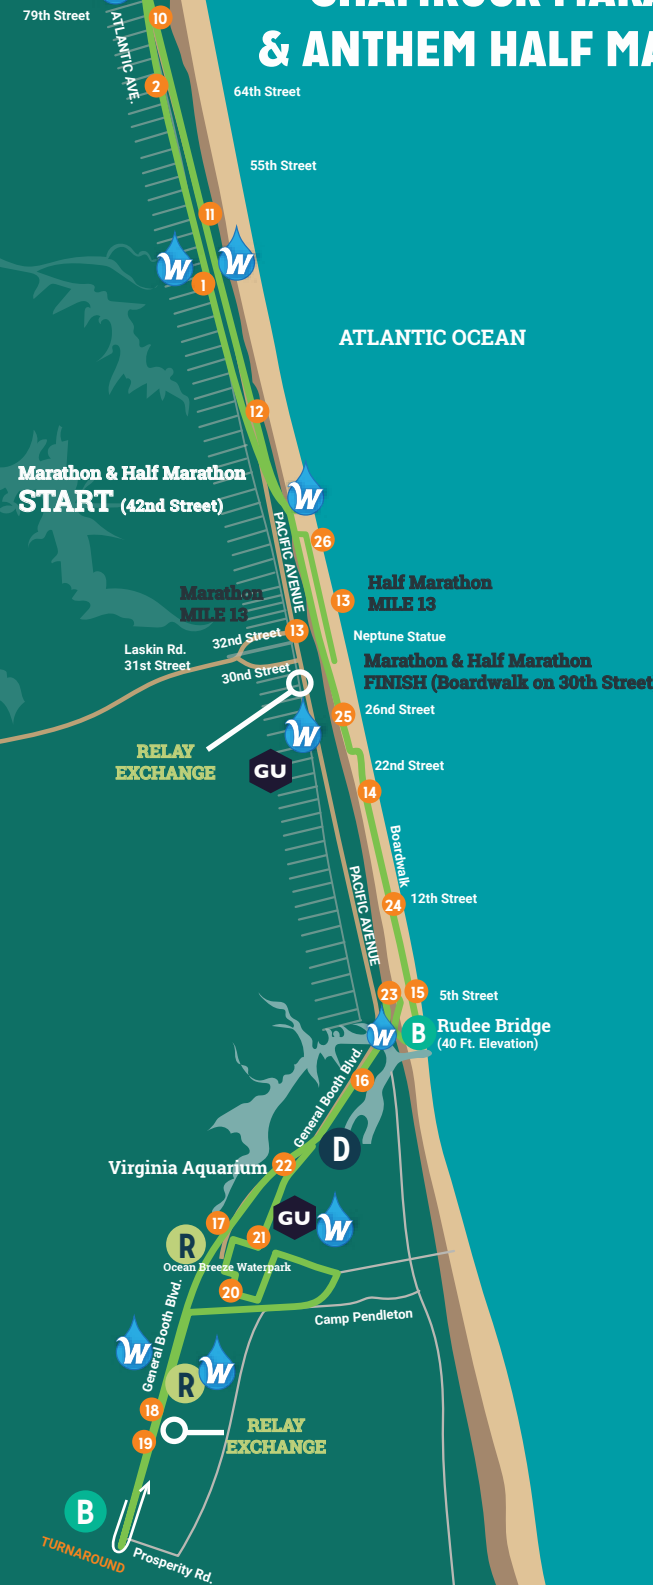 SHAMROCK MARA
& ANTHEM HALF MA
79th Street
10
ATLANTIC AVE.
2
64th Street
55th Street
11
W
W
1
ATLANTIC OCEAN
12
Marathon & Half Marathon
START (42nd Street)
W
PACIFIC AVENUE
26
Marathon
MILE 13
Half Marathon
MILE 13
13
13
32nd Street
Neptune Statue
Laskin Rd.
31st Street
30nd Street
Marathon & Half Marathon
FINISH (Boardwalk on 30th Street
25
26nd Street
W
RELAY
EXCHANGE
GU
22nd Street
14
Boardwalk
PACIFIC AVENUE
24
12th Street
23
15
5th Street
W
B
Rudee Bridge
(40 Ft. Elevation)
General Booth Blvd.
16
D
Virginia Aquarium
22
GU
W
17
21
R
Ocean Breeze Waterpark
20
Camp Pendleton
General Booth Blvd.
W
W
R
18
19
RELAY
EXCHANGE
B
TURNAROUND
Prosperity Rd.